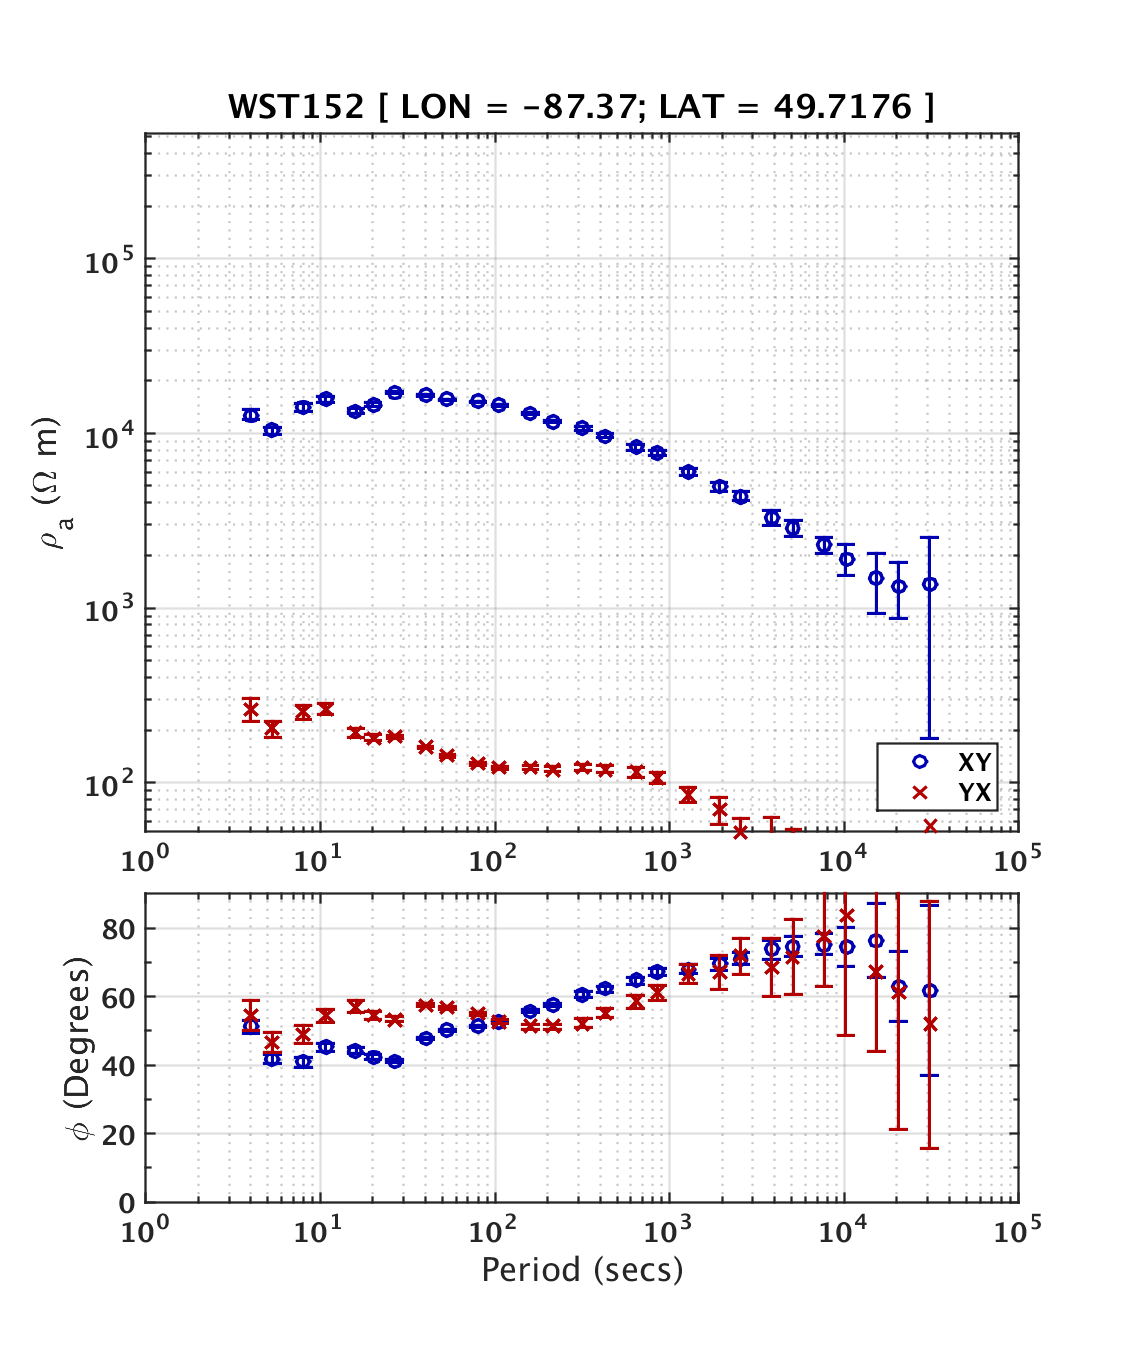 WST152 [ LON = -87.37; LAT = 49.7176 ]
ρa (Ω m)
10^5
10^4
10^3
10^2
XY
YX
10^0 10^1 10^2 10^3 10^4 10^5
ϕ (Degrees)
80
60
40
20
0
10^0 10^1 10^2 10^3 10^4 10^5
Period (secs)